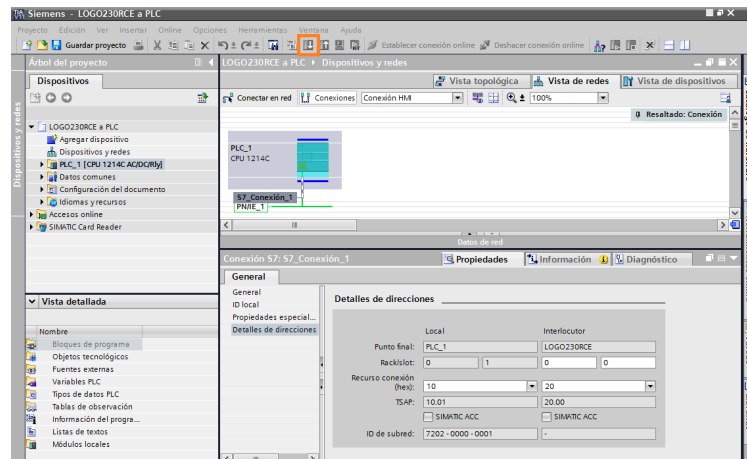 Siemens - LOGO230RCE a PLC
Proyecto Edición Ver Insertar Online Opciones Herramientas Ventana Ayuda
Guardar proyecto Establecer conexión online Deshacer conexión online
Árbol del proyecto
LOGO230RCE a PLC Dispositivos y redes
Dispositivos
Vista topológica Vista de redes Vista de dispositivos
Conectar en red Conexiones Conexión HMI 100%
Resaltado: Conexión
Dispositivos y redes
LOGO230RCE a PLC
Agregar dispositivo
Dispositivos y redes
PLC_1 [CPU 1214C AC/DC/Rly]
Datos comunes
Configuración del documento
Idiomas y recursos
Accesos online
SIMATIC Card Reader
PLC_1
CPU 1214C
S7_Conexión_1
PN/IE_1
Datos de red
Conexión S7: S7_Conexión_1
Propiedades Información Diagnóstico
General
General
ID local
Propiedades especial...
Detalles de direcciones
Detalles de direcciones
Local Interlocutor
Punto final: PLC_1 LOGO230RCE
Rack/slot: 0 1 0 0
Recurso conexión
(hex): 10 20
TSAP: 10.01 20.00
SIMATIC ACC SIMATIC ACC
ID de subred: 7202 - 0000 - 0001 -
Vista detallada
Nombre
Bloques de programa
Objetos tecnológicos
Fuentes externas
Variables PLC
Tipos de datos PLC
Tablas de observación
Información del progra...
Listas de textos
Módulos locales